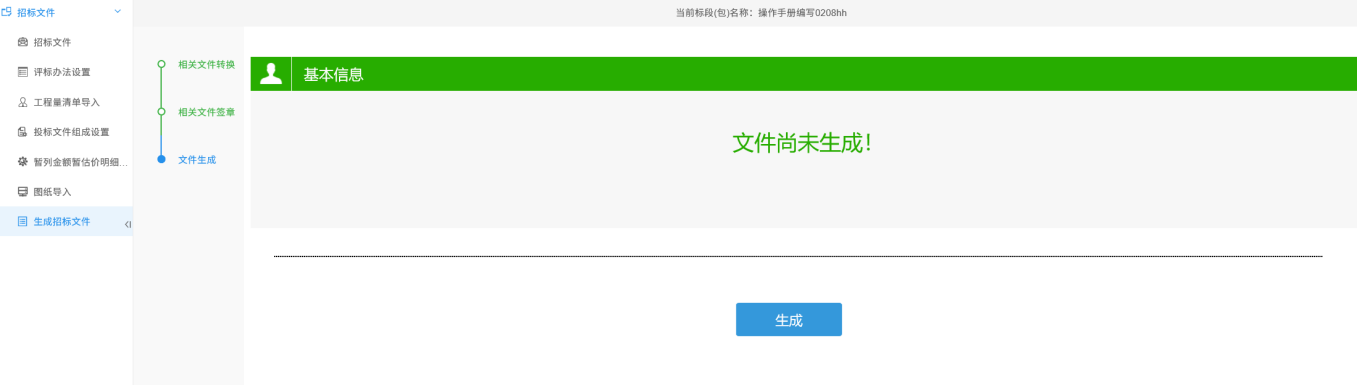 招标文件
当前标段(包)名称：操作手册编写0208hh
招标文件
评标办法设置
工程量清单导入
投标文件组成设置
暂列金额暂估价明细...
图纸导入
生成招标文件
相关文件转换
相关文件签章
文件生成
基本信息
文件尚未生成！
生成